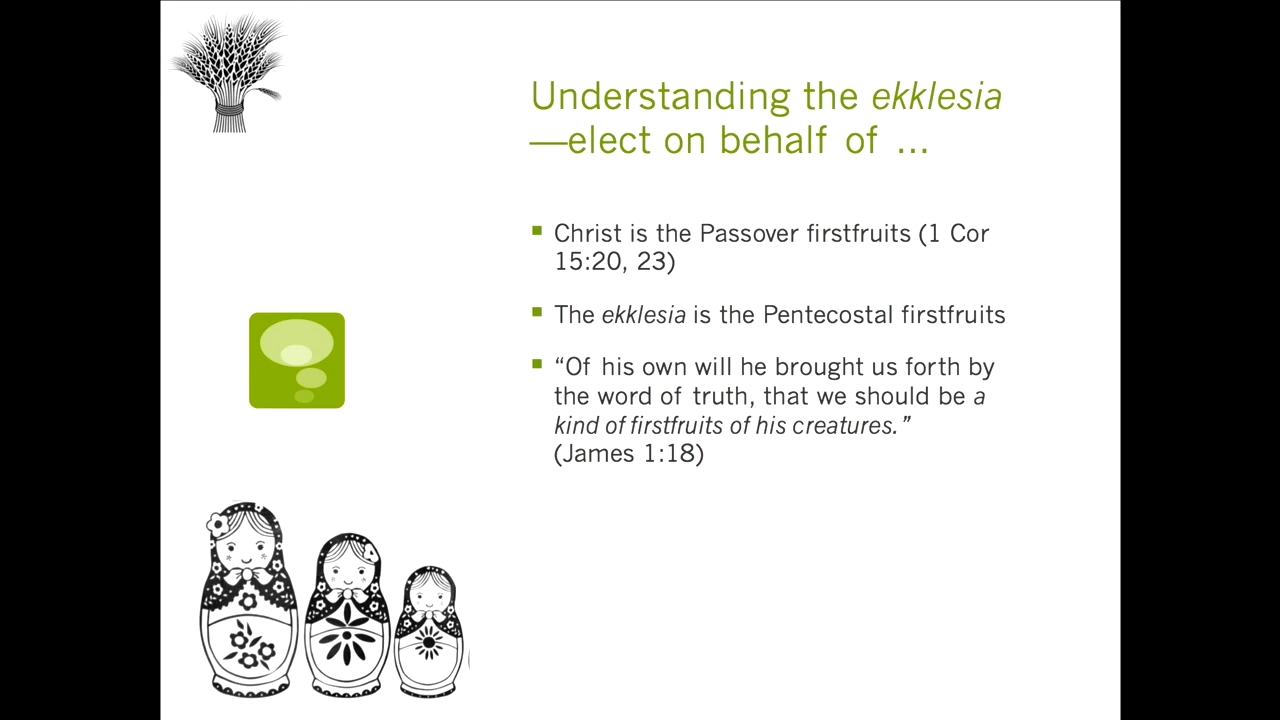 Understanding the ekklesia
—elect on behalf of ...
Christ is the Passover firstfruits (1 Cor
15:20, 23)
The ekklesia is the Pentecostal firstfruits
“Of his own will he brought us forth by
the word of truth, that we should be a
kind of firstfruits of his creatures.”
(James 1:18)